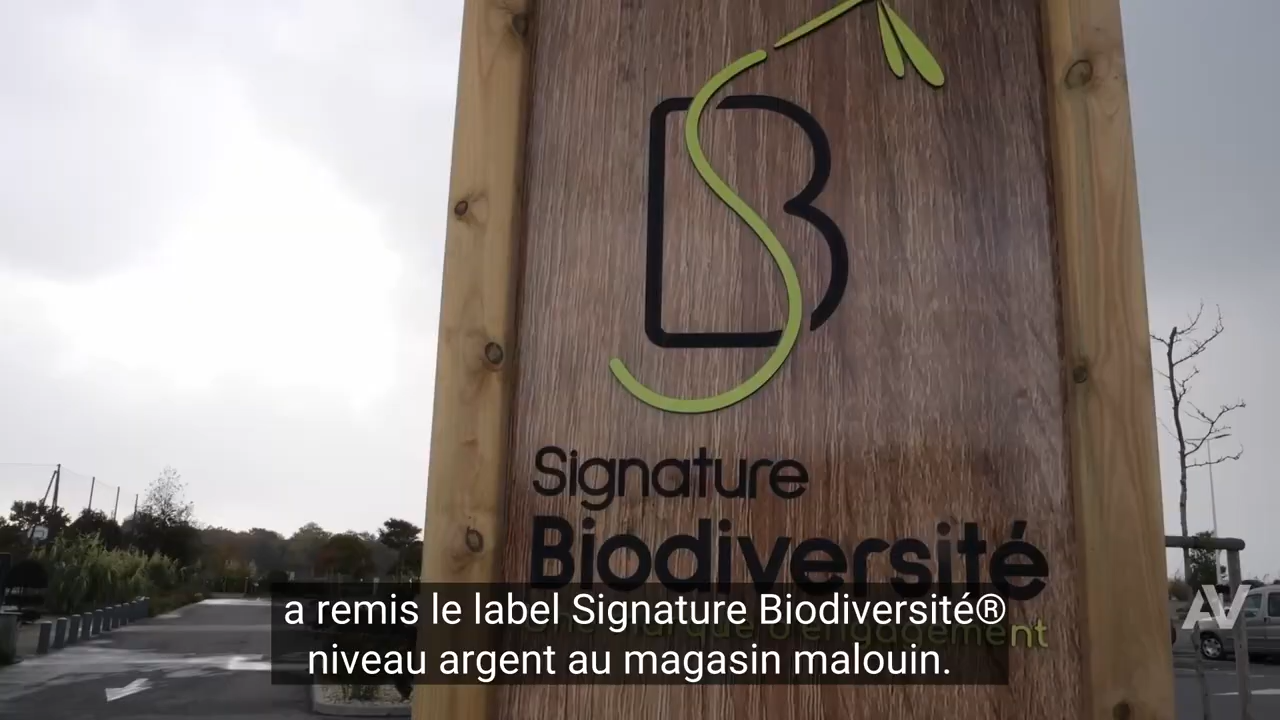 Signature
Biodiversité
a remis le label Signature Biodiversité®
niveau argent au magasin malouin.
AV